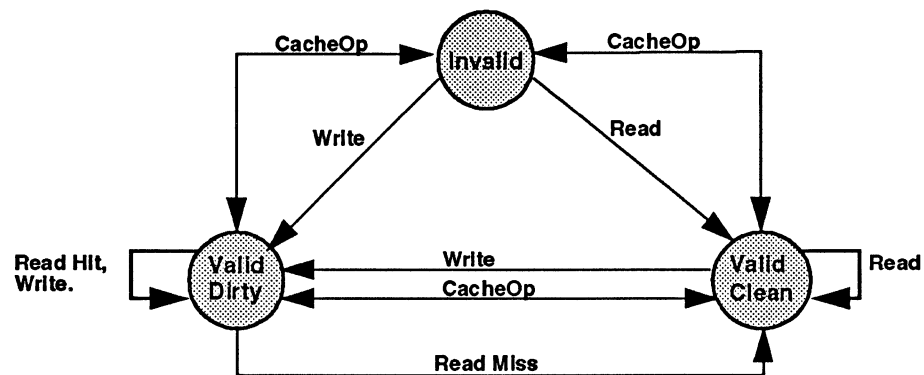 CacheOp
Invalid
CacheOp
Write
Read
Read Hit,
Write.
Valid
Dirty
Write
CacheOp
Valid
Clean
Read
Read Miss